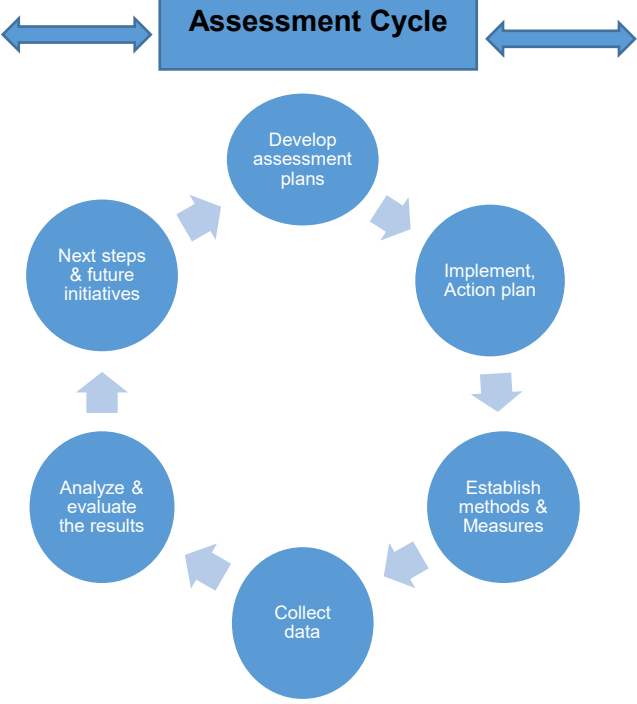 Assessment Cycle
Develop
assessment
plans
Implement,
Action plan
Establish
methods &
Measures
Collect
data
Analyze &
evaluate
the results
Next steps
& future
initiatives